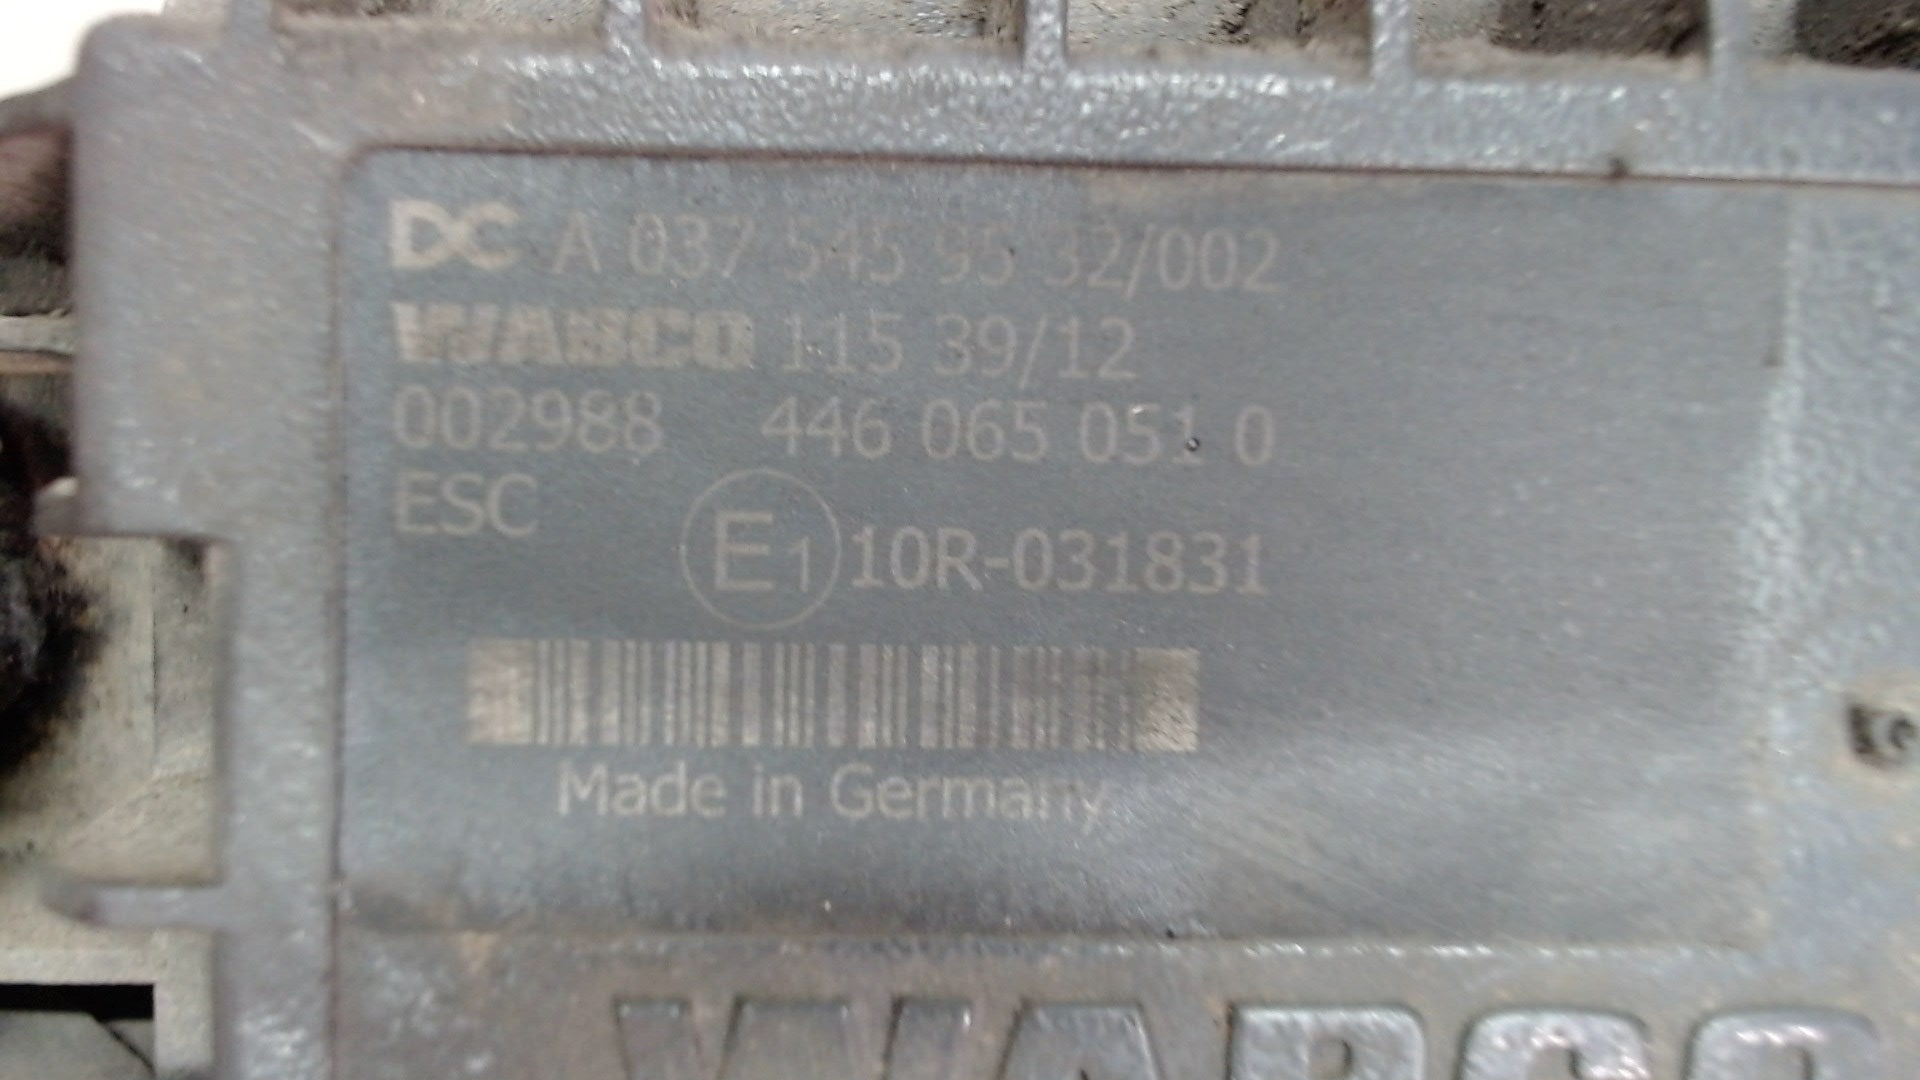 DC A 037 545 95 32/002
WABCO 115 39/12
002988 446 065 051 0
ESC
E1 10R-031831
Made in Germany
WABCO